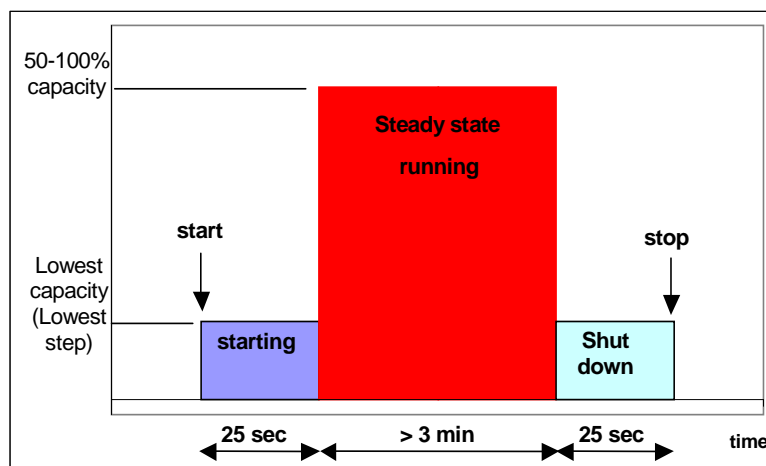 50-100%
capacity
Steady state
running
start
stop
Lowest
capacity
(Lowest
step)
starting
Shut
down
25 sec
> 3 min
25 sec
time